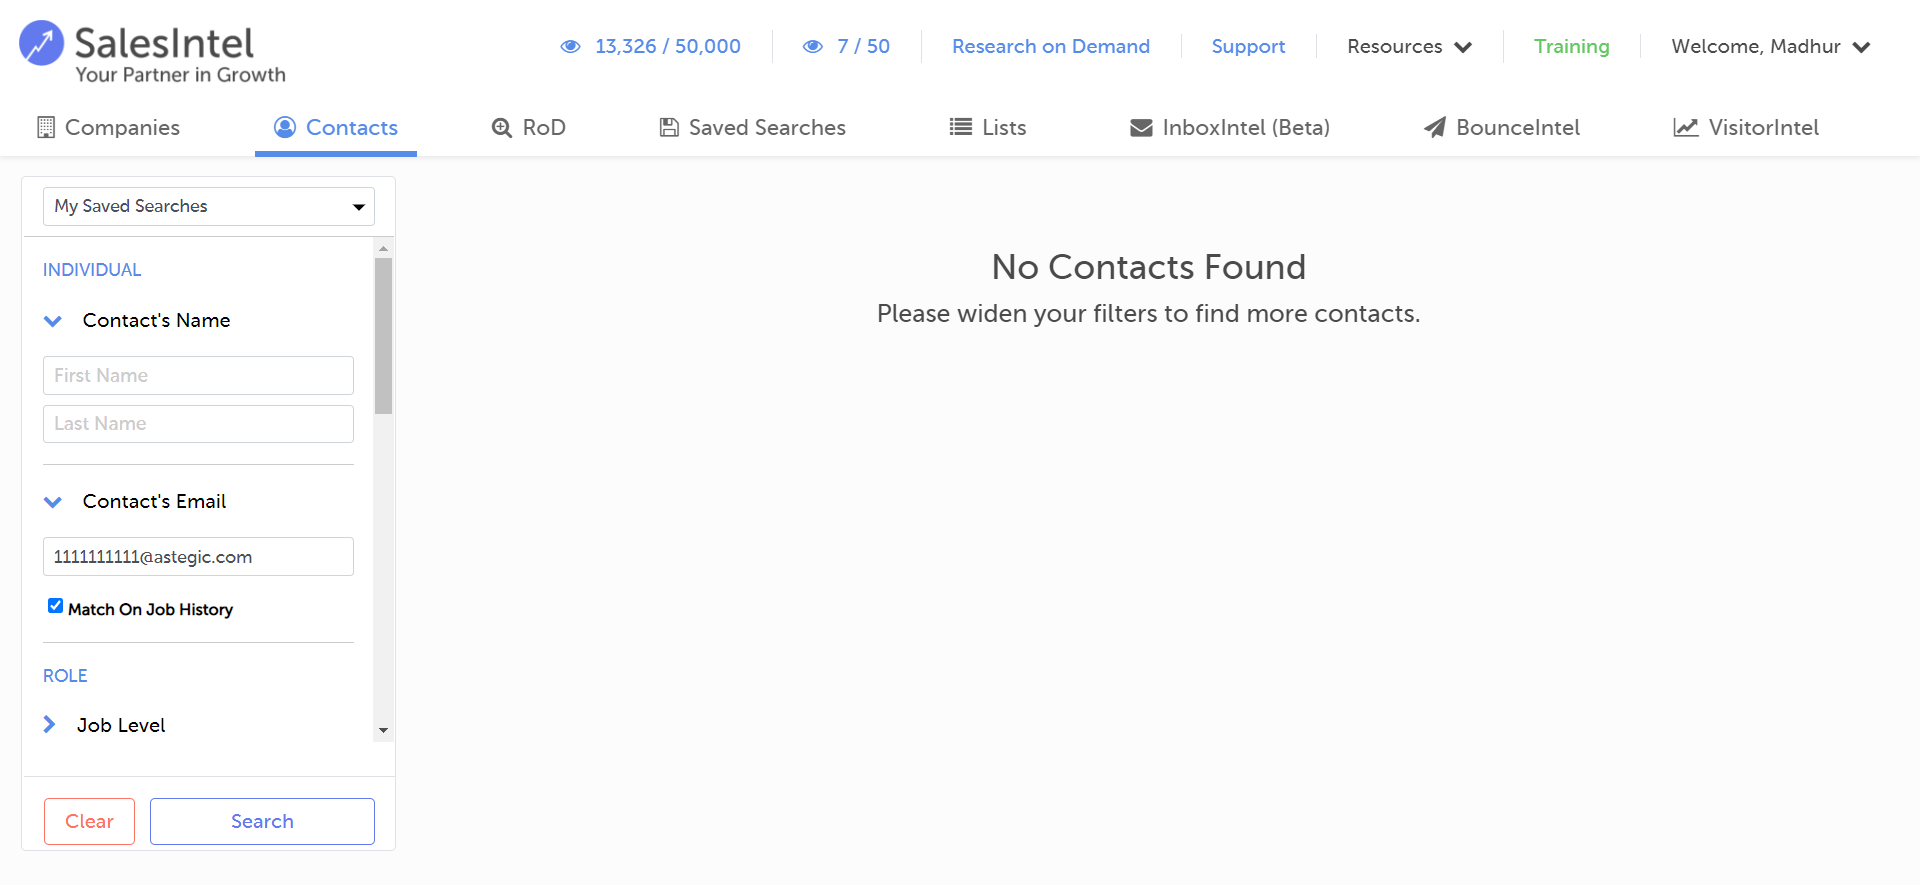 SalesIntel
Your Partner in Growth
13,326 / 50,000
7 / 50
Research on Demand
Support
Resources
Training
Welcome, Madhur
Companies
Contacts
RoD
Saved Searches
Lists
InboxIntel (Beta)
BounceIntel
VisitorIntel
My Saved Searches
INDIVIDUAL
Contact's Name
First Name
Last Name
Contact's Email
1111111111@astegic.com
Match On Job History
ROLE
Job Level
Clear
Search
No Contacts Found
Please widen your filters to find more contacts.